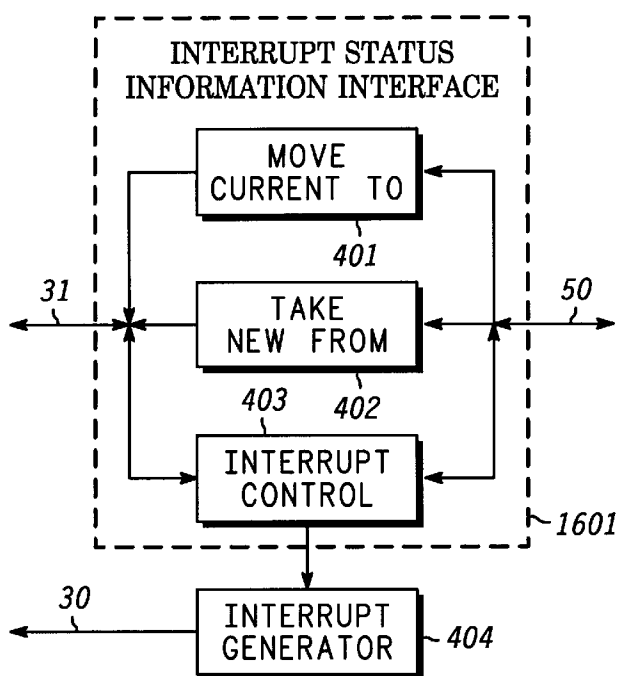 INTERRUPT STATUS
INFORMATION INTERFACE
MOVE
CURRENT TO
401
31
TAKE
NEW FROM
402
50
403
INTERRUPT
CONTROL
1601
30
INTERRUPT
GENERATOR
404